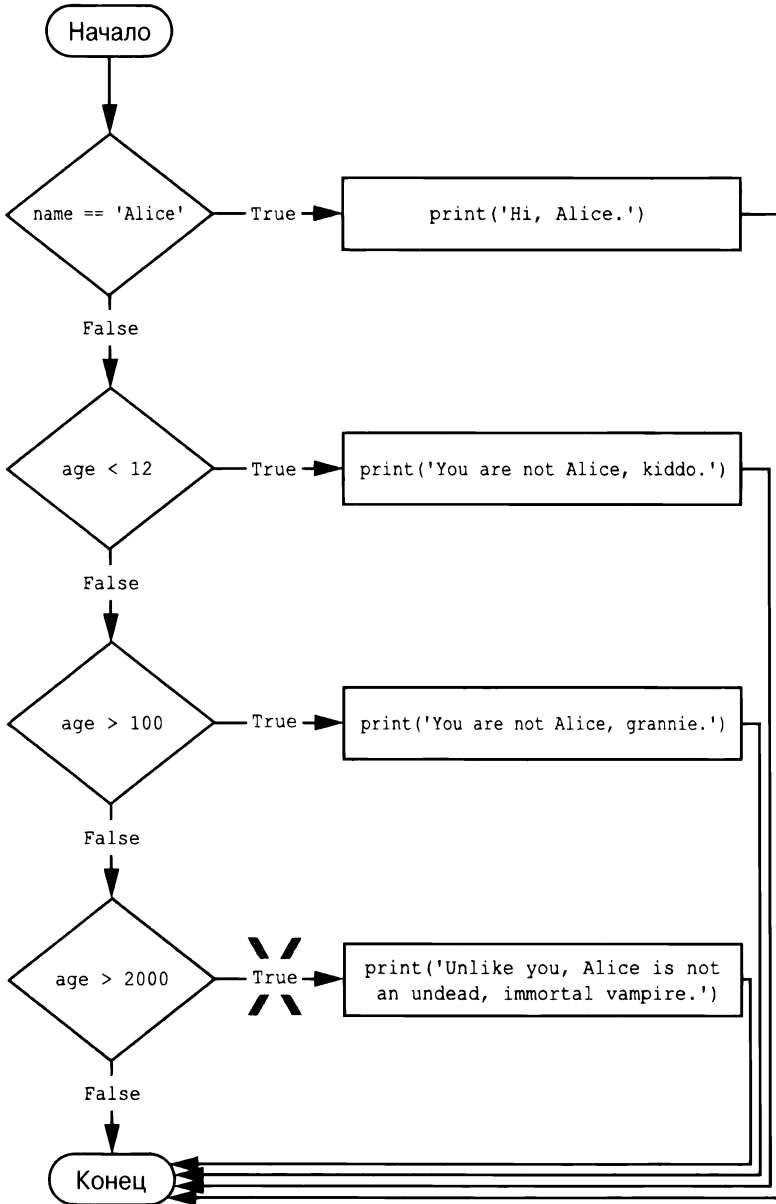 Начало
name == 'Alice'
True
print('Hi, Alice.')
False
age < 12
True
print('You are not Alice, kiddo.')
False
age > 100
True
print('You are not Alice, grannie.')
False
age > 2000
True
print('Unlike you, Alice is not
an undead, immortal vampire.')
False
Конец